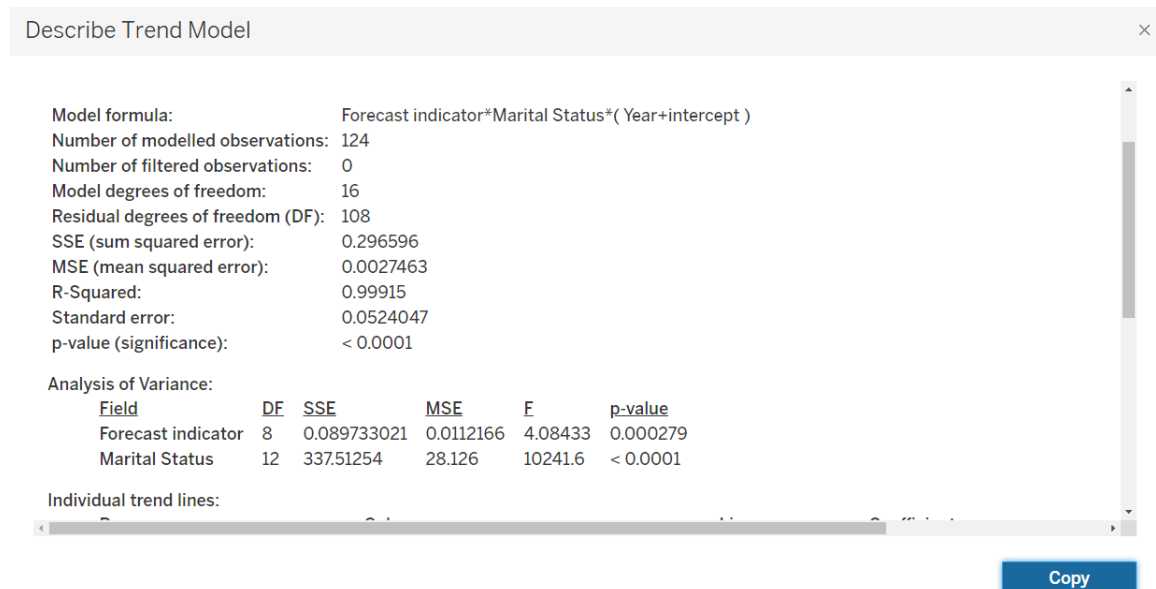 Describe Trend Model
Model formula: Forecast indicator*Marital Status*( Year+intercept )
Number of modelled observations: 124
Number of filtered observations: 0
Model degrees of freedom: 16
Residual degrees of freedom (DF): 108
SSE (sum squared error): 0.296596
MSE (mean squared error): 0.0027463
R-Squared: 0.99915
Standard error: 0.0524047
p-value (significance): < 0.0001
Analysis of Variance:
Field DF SSE MSE F p-value
Forecast indicator 8 0.089733021 0.0112166 4.08433 0.000279
Marital Status 12 337.51254 28.126 10241.6 < 0.0001
Individual trend lines:
Copy